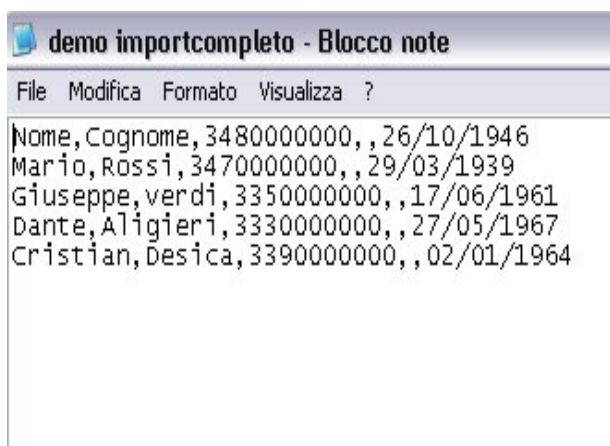 demo importcompleto - Blocco note
File Modifica Formato Visualizza ?
Nome,Cognome,3480000000,,26/10/1946
Mario,Rossi,3470000000,,29/03/1939
Giuseppe,verdi,3350000000,,17/06/1961
Dante,Aligieri,3330000000,,27/05/1967
Cristian,Desica,3390000000,,02/01/1964